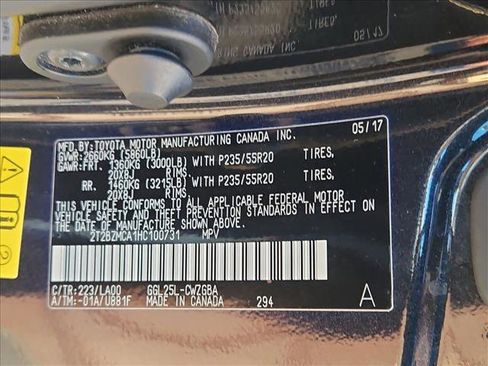 MFD. BY: TOYOTA MOTOR MANUFACTURING CANADA INC. 05/17
GVWR: 2660KG (5860LB)
GAWR: FRT. 1360KG (3000LB) WITH P235/55R20 TIRES,
20X8J RIMS
RR. 1460KG (3215LB) WITH P235/55R20 TIRES,
20X8J RIMS
THIS VEHICLE CONFORMS TO ALL APPLICABLE FEDERAL MOTOR
VEHICLE SAFETY AND THEFT PREVENTION STANDARDS IN EFFECT ON
THE DATE OF MANUFACTURE SHOWN ABOVE.
2T2BZMCA1HC100731 MPV
C/TR: 223/LA00 GGL25L-CWZGBA
A/TM: -01A/U881F MADE IN CANADA 294 A